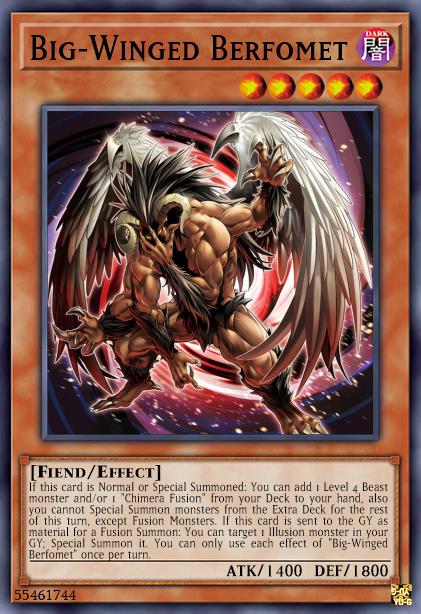 BIG-WINGED BERFOMET
DARK
闇
[FIEND/EFFECT]
If this card is Normal or Special Summoned: You can add 1 Level 4 Beast
monster and/or 1 "Chimera Fusion" from your Deck to your hand, also
you cannot Special Summon monsters from the Extra Deck for the rest
of this turn, except Fusion Monsters. If this card is sent to the GY as
material for a Fusion Summon: You can target 1 Illusion monster in your
GY; Special Summon it. You can only use each effect of "Big-Winged
Berfomet" once per turn.
ATK/1400 DEF/1800
55461744